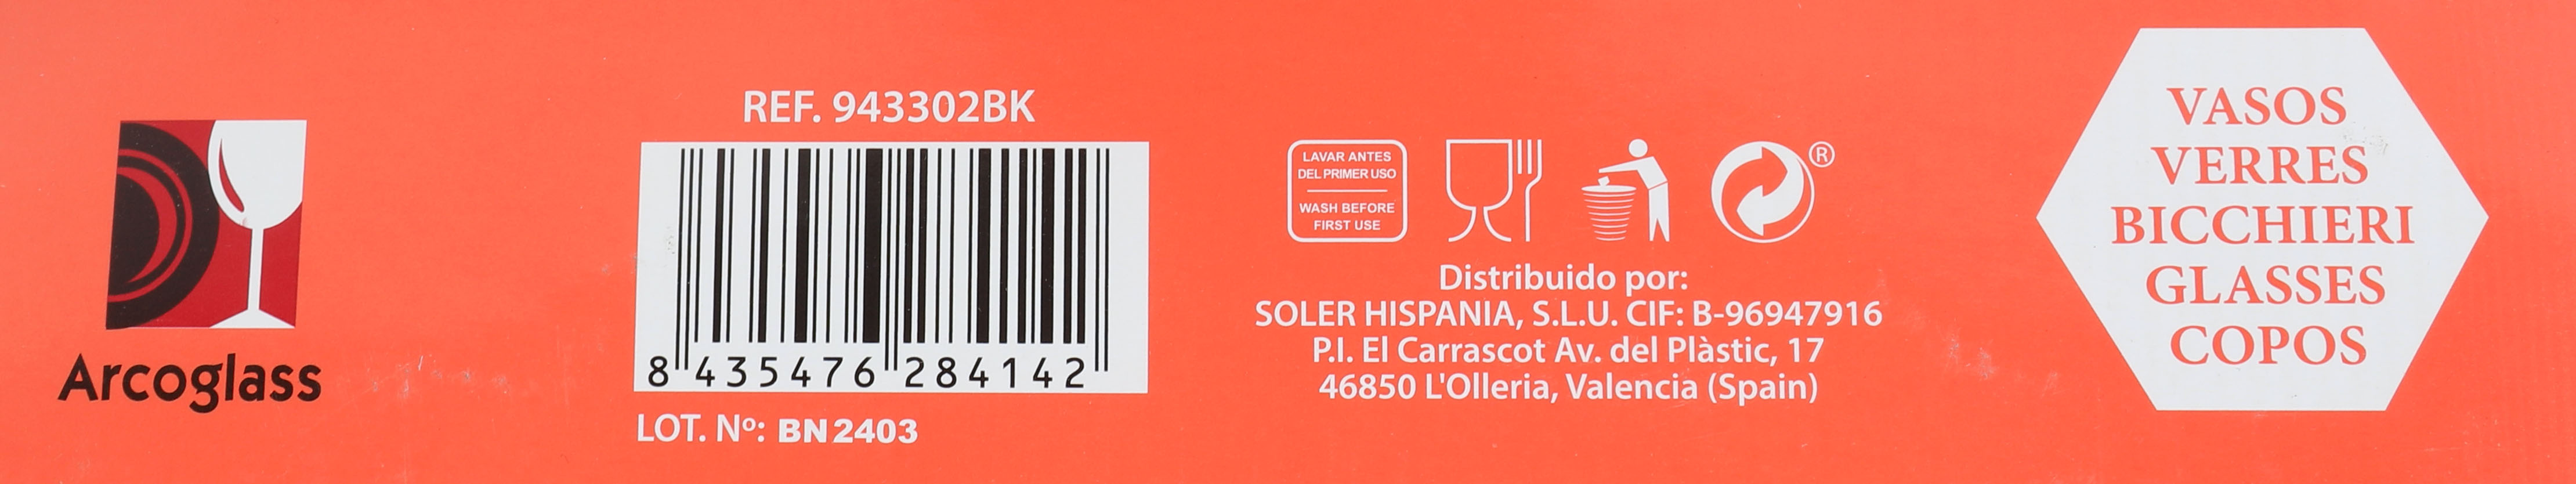 Arcoglass
REF. 943302BK
8 435476 284142
LOT. Nº: BN2403
LAVAR ANTES
DEL PRIMER USO
WASH BEFORE
FIRST USE
®
Distribuido por:
SOLER HISPANIA, S.L.U. CIF: B-96947916
P.I. El Carrascot Av. del Plàstic, 17
46850 L'Olleria, Valencia (Spain)
VASOS
VERRES
BICCHIERI
GLASSES
COPOS